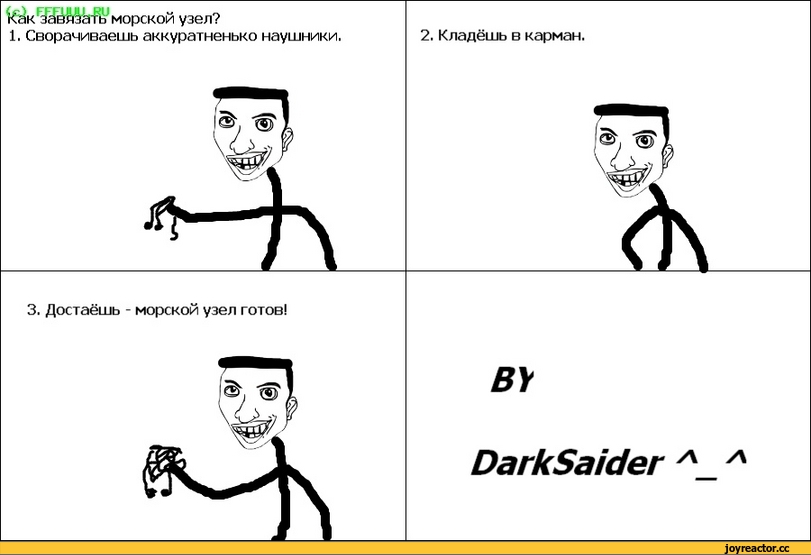 (c) FFFUUU.RU
Как завязать морской узел?
1. Сворачиваешь аккуратненько наушники.
2. Кладёшь в карман.
3. Достаёшь - морской узел готов!
BY
DarkSaider ^_^
joyreactor.cc